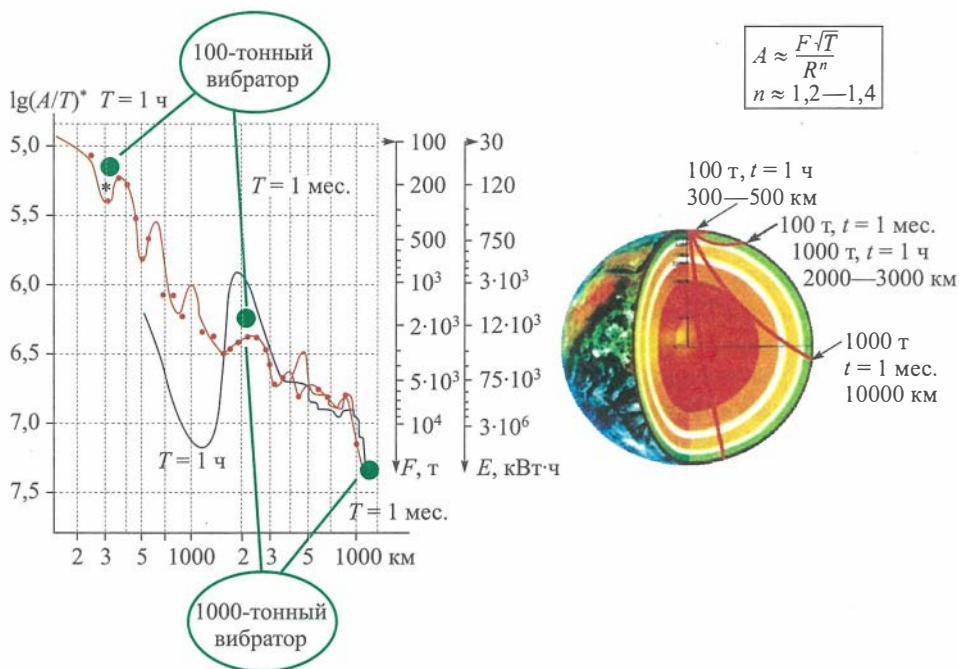 100-тонный
вибратор
A ≈ F√T / Rⁿ
n ≈ 1,2—1,4
lg(A/T)* T = 1 ч
5,0
5,5
6,0
6,5
7,0
7,5
*
T = 1 мес.
T = 1 ч
T = 1 мес.
100
200
500
10³
2·10³
5·10³
10⁴
F, т
30
120
750
3·10³
12·10³
75·10³
3·10⁶
E, кВт·ч
2 3 5 1000 2 3 5 1000 км
1000-тонный
вибратор
100 т, t = 1 ч
300—500 км
100 т, t = 1 мес.
1000 т, t = 1 ч
2000—3000 км
1000 т
t = 1 мес.
10000 км